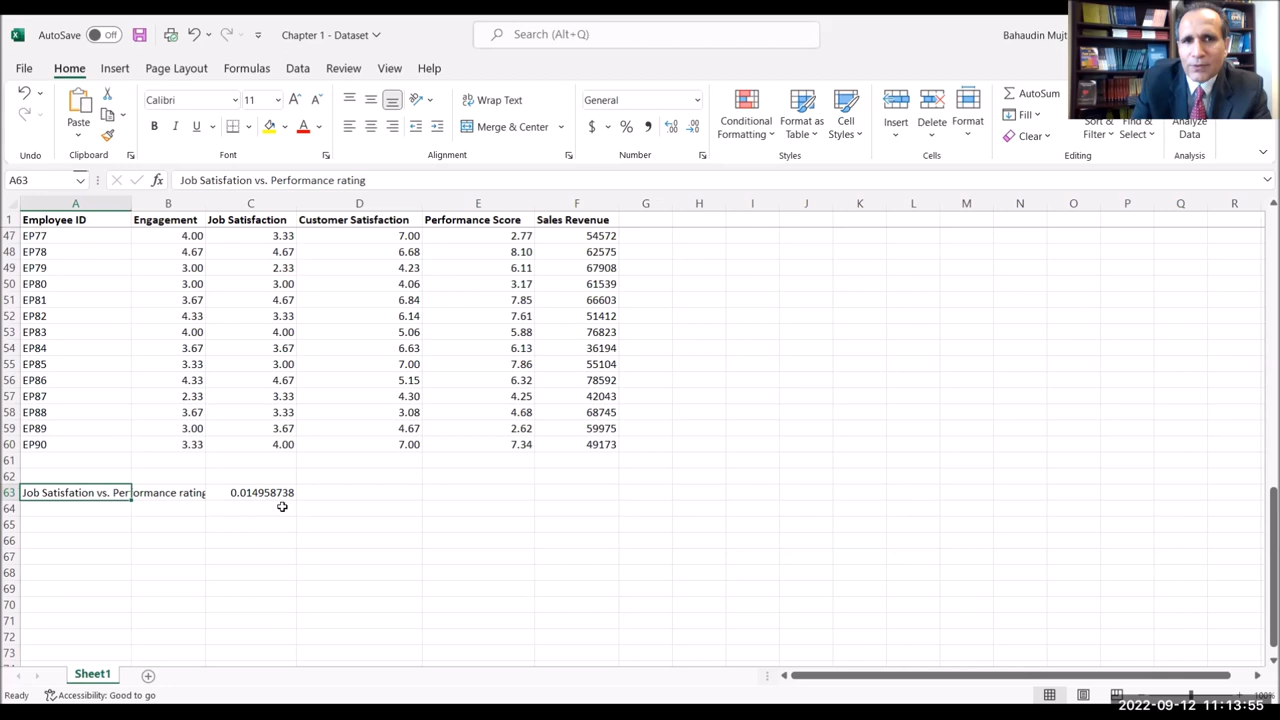 AutoSave Off Chapter 1 - Dataset Search (Alt+Q) Bahaudin Mujt
File Home Insert Page Layout Formulas Data Review View Help
Calibri 11 Wrap Text General AutoSum
Paste B I U Merge & Center $ % Conditional Formatting Format as Table Cell Styles Insert Delete Format Fill Clear Sort & Filter Find & Select Analyze Data
Undo Clipboard Font Alignment Number Styles Cells Editing Analysis
A63 fx Job Satisfation vs. Performance rating
A B C D E F G H I J K L M N O P Q R
1 Employee ID Engagement Job Satisfaction Customer Satisfaction Performance Score Sales Revenue
47 EP77 4.00 3.33 7.00 2.77 54572
48 EP78 4.67 4.67 6.68 8.10 62575
49 EP79 3.00 2.33 4.23 6.11 67908
50 EP80 3.00 3.00 4.06 3.17 61539
51 EP81 3.67 4.67 6.84 7.85 66603
52 EP82 4.33 3.33 6.14 7.61 51412
53 EP83 4.00 4.00 5.06 5.88 76823
54 EP84 3.67 3.67 6.63 6.13 36194
55 EP85 3.33 3.00 7.00 7.86 55104
56 EP86 4.33 4.67 5.15 6.32 78592
57 EP87 2.33 3.33 4.30 4.25 42043
58 EP88 3.67 3.33 3.08 4.68 68745
59 EP89 3.00 3.67 4.67 2.62 59975
60 EP90 3.33 4.00 7.00 7.34 49173
61
62
63 Job Satisfation vs. Performance rating 0.014958738
64
65
66
67
68
69
70
71
72
73
Sheet1
Ready Accessibility: Good to go 100%
2022-09-12 11:13:55